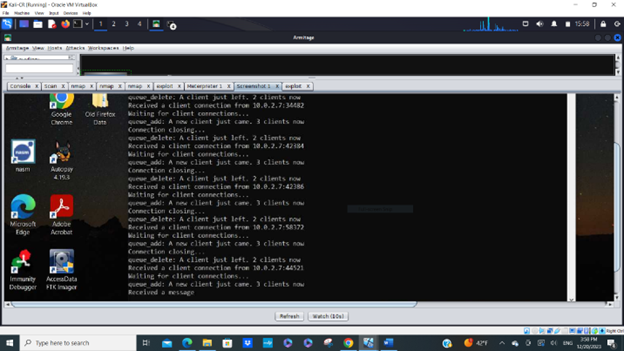 Kali-CR (Running) - Oracle VM VirtualBox
File Machine View Input Devices Help
1 2 3 4
15:58
Armitage
Armitage View Hosts Attacks Workspaces Help
Console X Scan X nmap X nmap X nmap X exploit X Meterpreter 1 X Screenshot 1 X exploit X
queue_delete: A client just left. 2 clients now
Received a client connection from 10.0.2.7:34482
Waiting for client connections...
queue_add: A new client just came. 3 clients now
Connection closing...
queue_delete: A client just left. 2 clients now
Received a client connection from 10.0.2.7:42384
Waiting for client connections...
queue_add: A new client just came. 3 clients now
Connection closing...
queue_delete: A client just left. 2 clients now
Received a client connection from 10.0.2.7:42386
Waiting for client connections...
queue_add: A new client just came. 3 clients now
Connection closing...
queue_delete: A client just left. 2 clients now
Received a client connection from 10.0.2.7:58372
Waiting for client connections...
queue_add: A new client just came. 3 clients now
Connection closing...
queue_delete: A client just left. 2 clients now
Received a client connection from 10.0.2.7:44521
Waiting for client connections...
queue_add: A new client just came. 3 clients now
Received a message
Google
Chrome
Old Firefox
Data
nasm
Autopsy
4.19.3
Microsoft
Edge
Adobe
Acrobat
Immunity
Debugger
AccessData
FTK Imager
Refresh
Watch (10s)
Right Ctrl
Type here to search
42°F
ENG
3:58 PM
12/20/2023